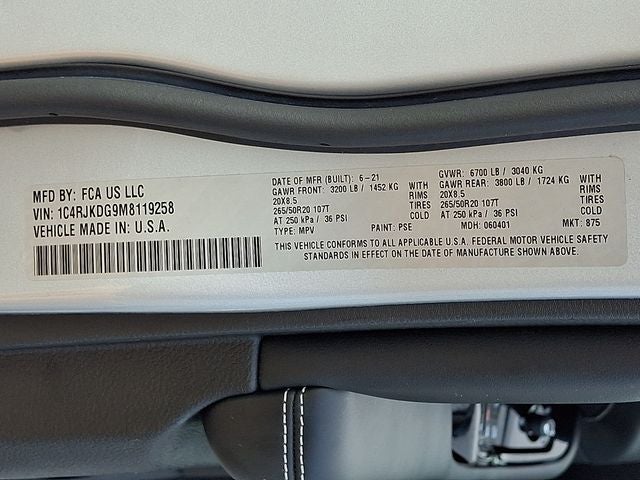 MFD BY: FCA US LLC
VIN: 1C4RJKDG9M8119258
VEHICLE MADE IN: U.S.A.
DATE OF MFR (BUILT): 6-21
GAWR FRONT: 3200 LB / 1452 KG WITH
20X8.5 RIMS
265/50R20 107T TIRES
AT 250 kPa / 36 PSI
TYPE: MPV PAINT: PSE
GVWR: 6700 LB / 3040 KG
GAWR REAR: 3800 LB / 1724 KG WITH
20X8.5 RIMS
265/50R20 107T TIRES
AT 250 kPa / 36 PSI
MDH: 060401 MKT: 875
THIS VEHICLE CONFORMS TO ALL APPLICABLE U.S.A. FEDERAL MOTOR VEHICLE SAFETY
STANDARDS IN EFFECT ON THE DATE OF MANUFACTURE SHOWN ABOVE.